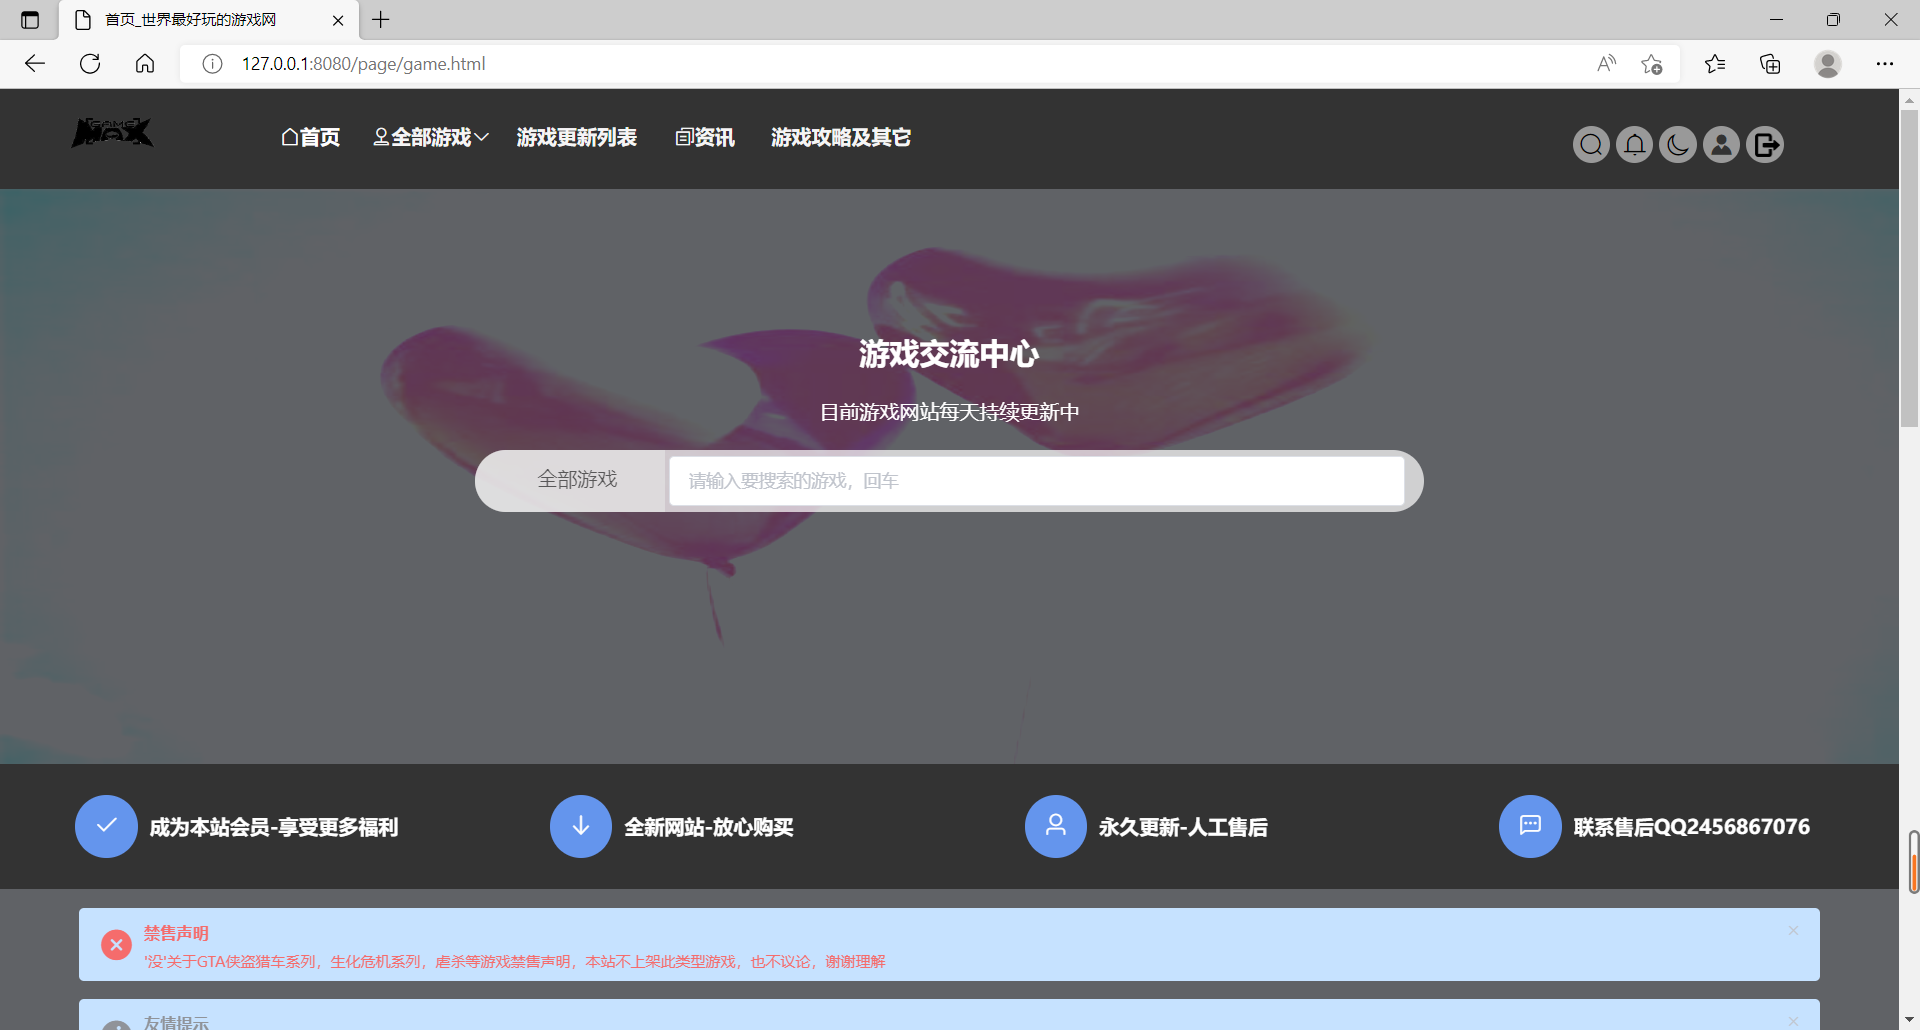 首页_世界最好玩的游戏网
127.0.0.1:8080/page/game.html
GAME
MAX
首页
全部游戏
游戏更新列表
资讯
游戏攻略及其它
游戏交流中心
目前游戏网站每天持续更新中
全部游戏
请输入要搜索的游戏，回车
成为本站会员-享受更多福利
全新网站-放心购买
永久更新-人工售后
联系售后QQ2456867076
禁售声明
'没'关于GTA侠盗猎车系列，生化危机系列，虐杀等游戏禁售声明，本站不上架此类型游戏，也不议论，谢谢理解
友情提示